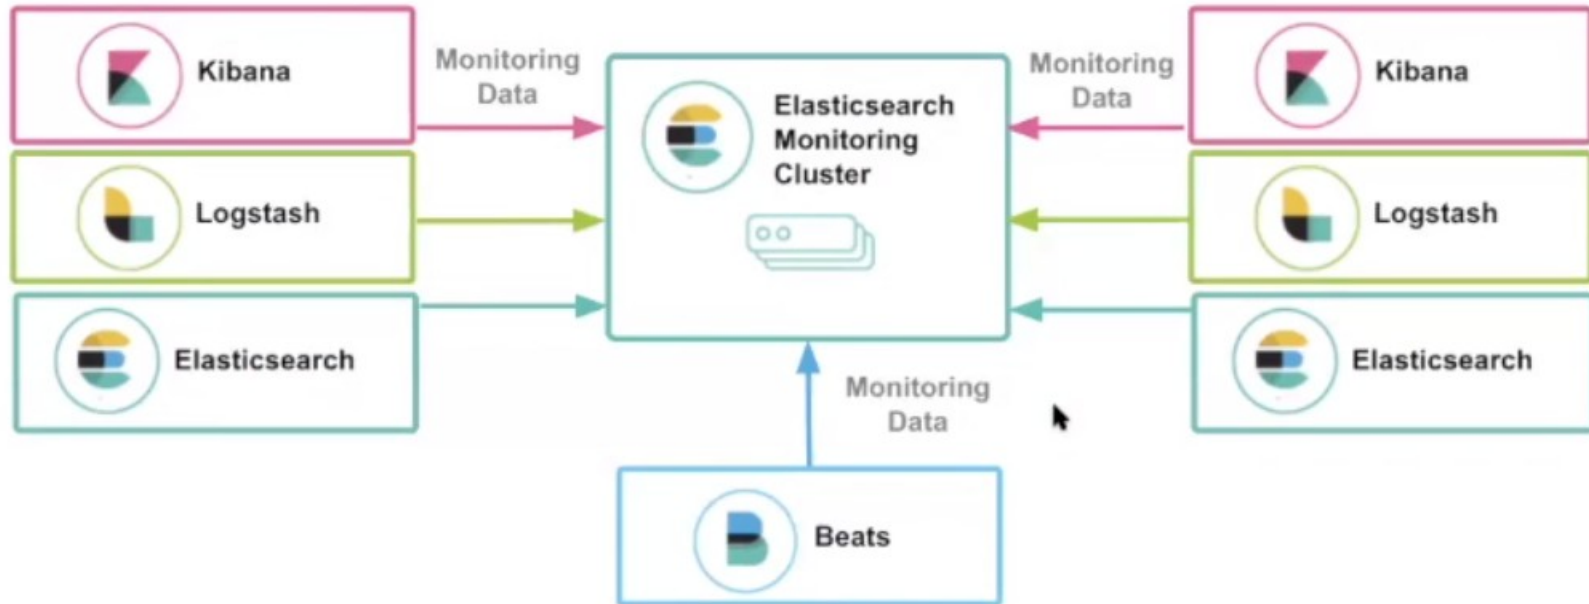 Kibana
Monitoring
Data
Logstash
Elasticsearch
Elasticsearch
Monitoring
Cluster
Monitoring
Data
Kibana
Logstash
Elasticsearch
Monitoring
Data
Beats